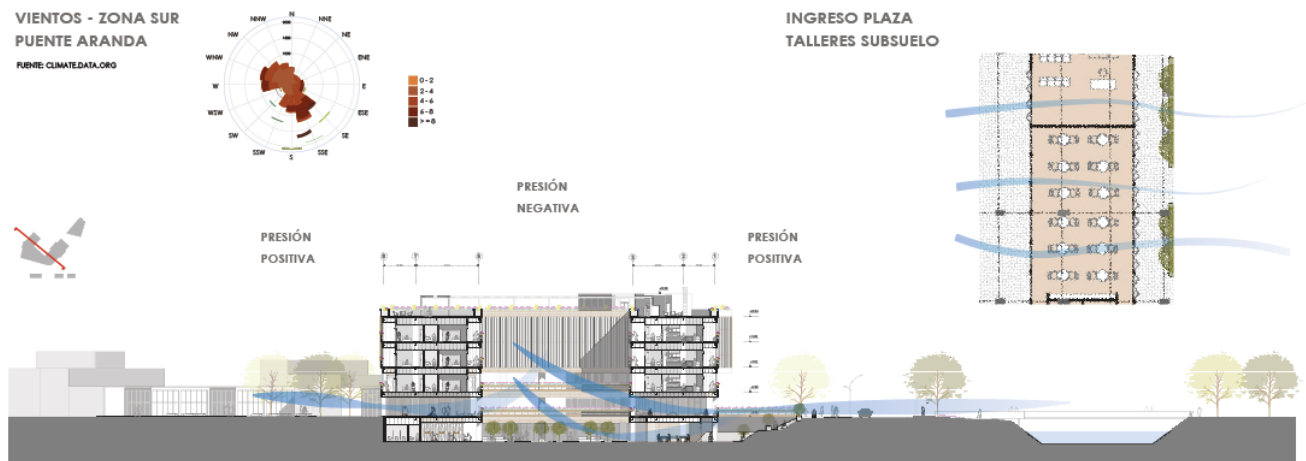 VIENTOS - ZONA SUR
PUENTE ARANDA
FUENTE: CLIMATE.DATA.ORG
N
NNE
NE
ENE
E
ESE
SE
SSE
S
SSW
SW
WSW
W
WNW
NW
NNW
0-2
2-4
4-6
6-8
>=8
INGRESO PLAZA
TALLERES SUBSUELO
PRESIÓN
NEGATIVA
PRESIÓN
POSITIVA
PRESIÓN
POSITIVA